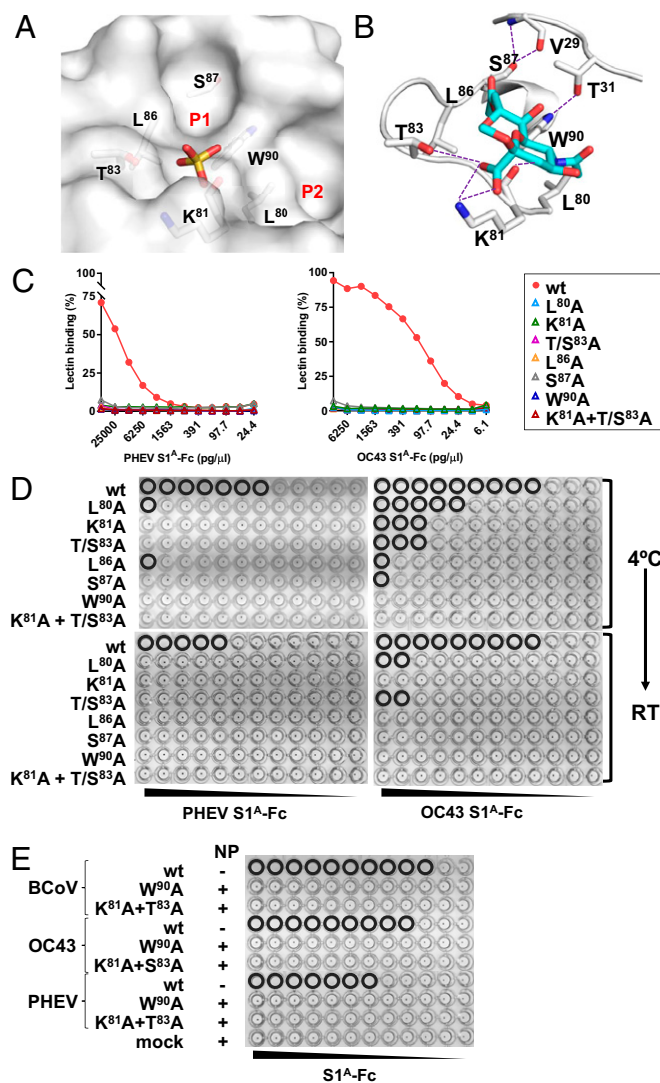 A
S87
L86
P1
T83
W90
P2
K81
L80
B
S87
V29
L86
T31
T83
W90
L80
K81
C
Lectin binding (%)
100
75
50
25
0
25000
6250
1563
391
97.7
24.4
PHEV S1A-Fc (pg/µl)
Lectin binding (%)
100
75
50
25
0
6250
1563
391
97.7
24.4
6.1
OC43 S1A-Fc (pg/µl)
wt
L80A
K81A
T/S83A
L86A
S87A
W90A
K81A+T/S83A
D
wt
L80A
K81A
T/S83A
L86A
S87A
W90A
K81A + T/S83A
4ºC
wt
L80A
K81A
T/S83A
L86A
S87A
W90A
K81A + T/S83A
RT
PHEV S1A-Fc
OC43 S1A-Fc
E
NP
BCoV
wt -
W90A +
K81A+T83A +
OC43
wt -
W90A +
K81A+S83A +
PHEV
wt -
W90A +
K81A+T83A +
mock +
S1A-Fc